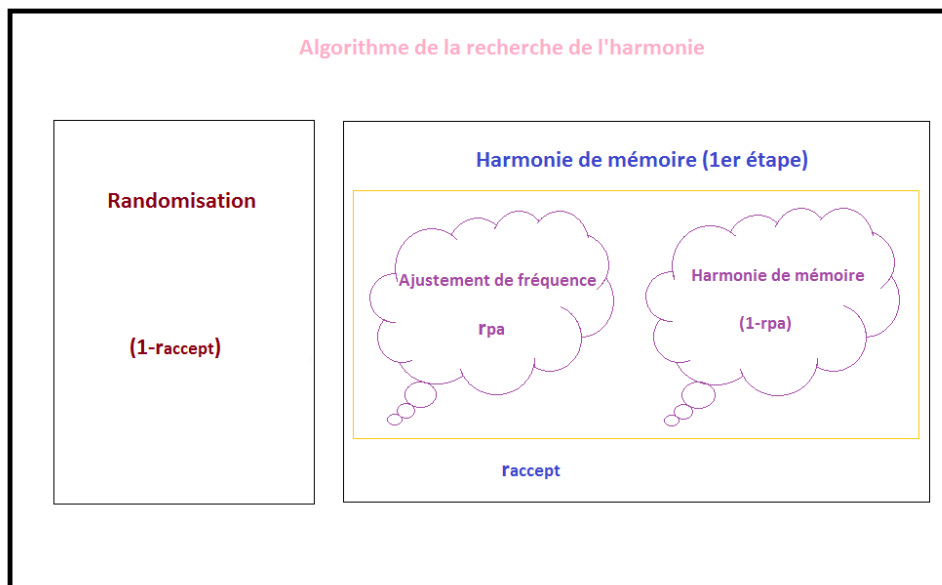 Algorithme de la recherche de l'harmonie
Randomisation
(1-raccept)
Harmonie de mémoire (1er étape)
Ajustement de fréquence
rpa
Harmonie de mémoire
(1-rpa)
raccept